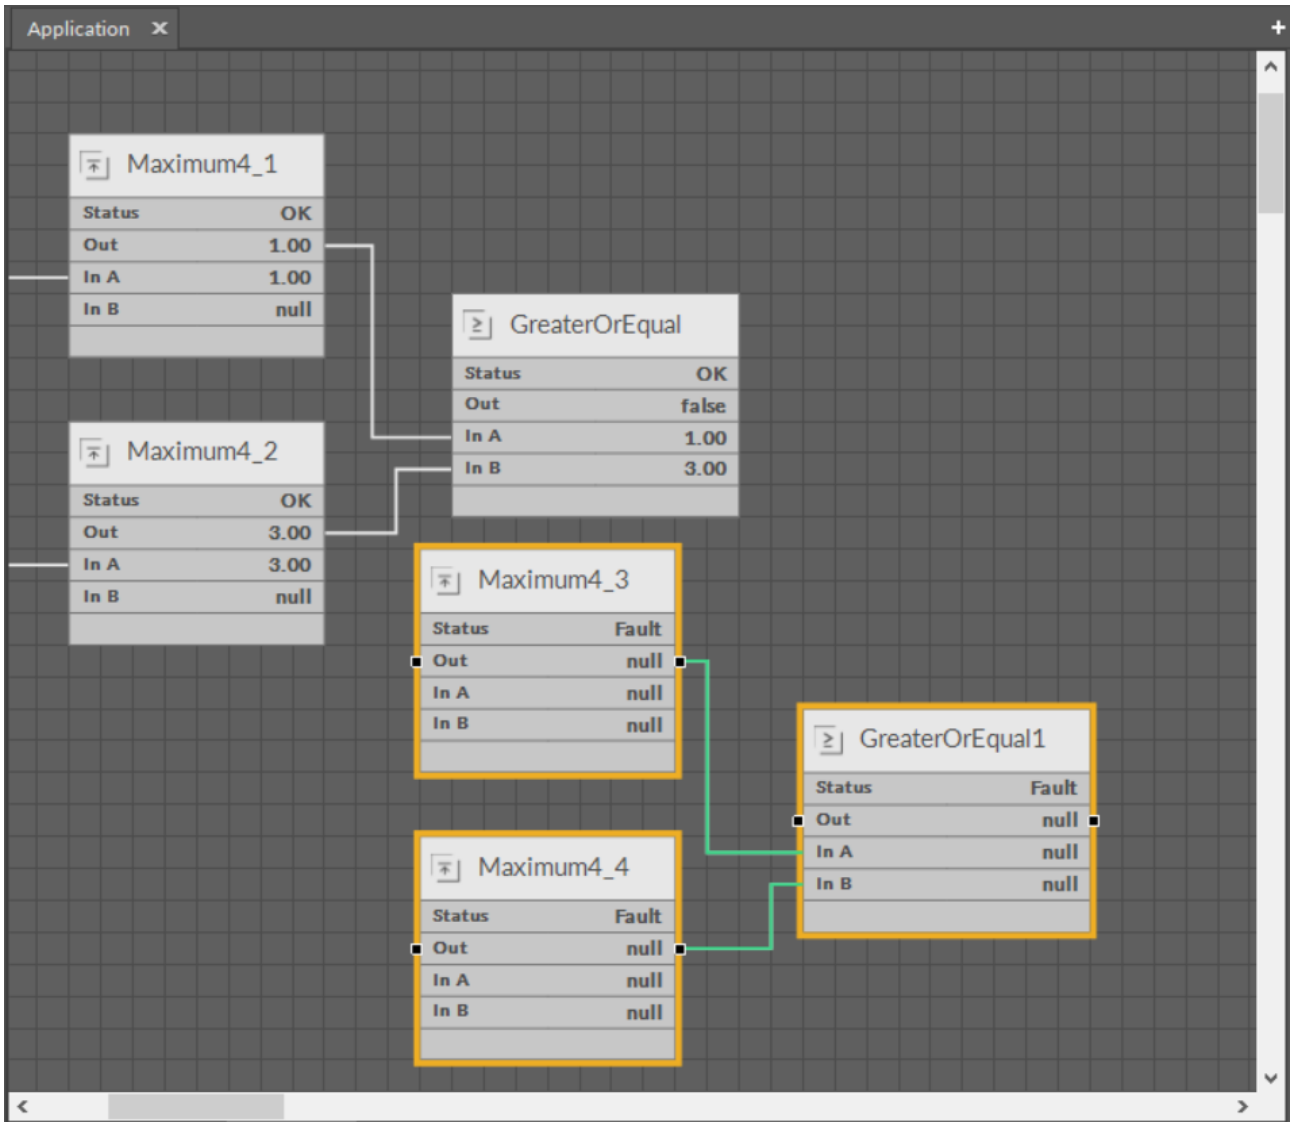 Application
Maximum4_1
Status OK
Out 1.00
In A 1.00
In B null
GreaterOrEqual
Status OK
Out false
In A 1.00
In B 3.00
Maximum4_2
Status OK
Out 3.00
In A 3.00
In B null
Maximum4_3
Status Fault
Out null
In A null
In B null
GreaterOrEqual1
Status Fault
Out null
In A null
In B null
Maximum4_4
Status Fault
Out null
In A null
In B null